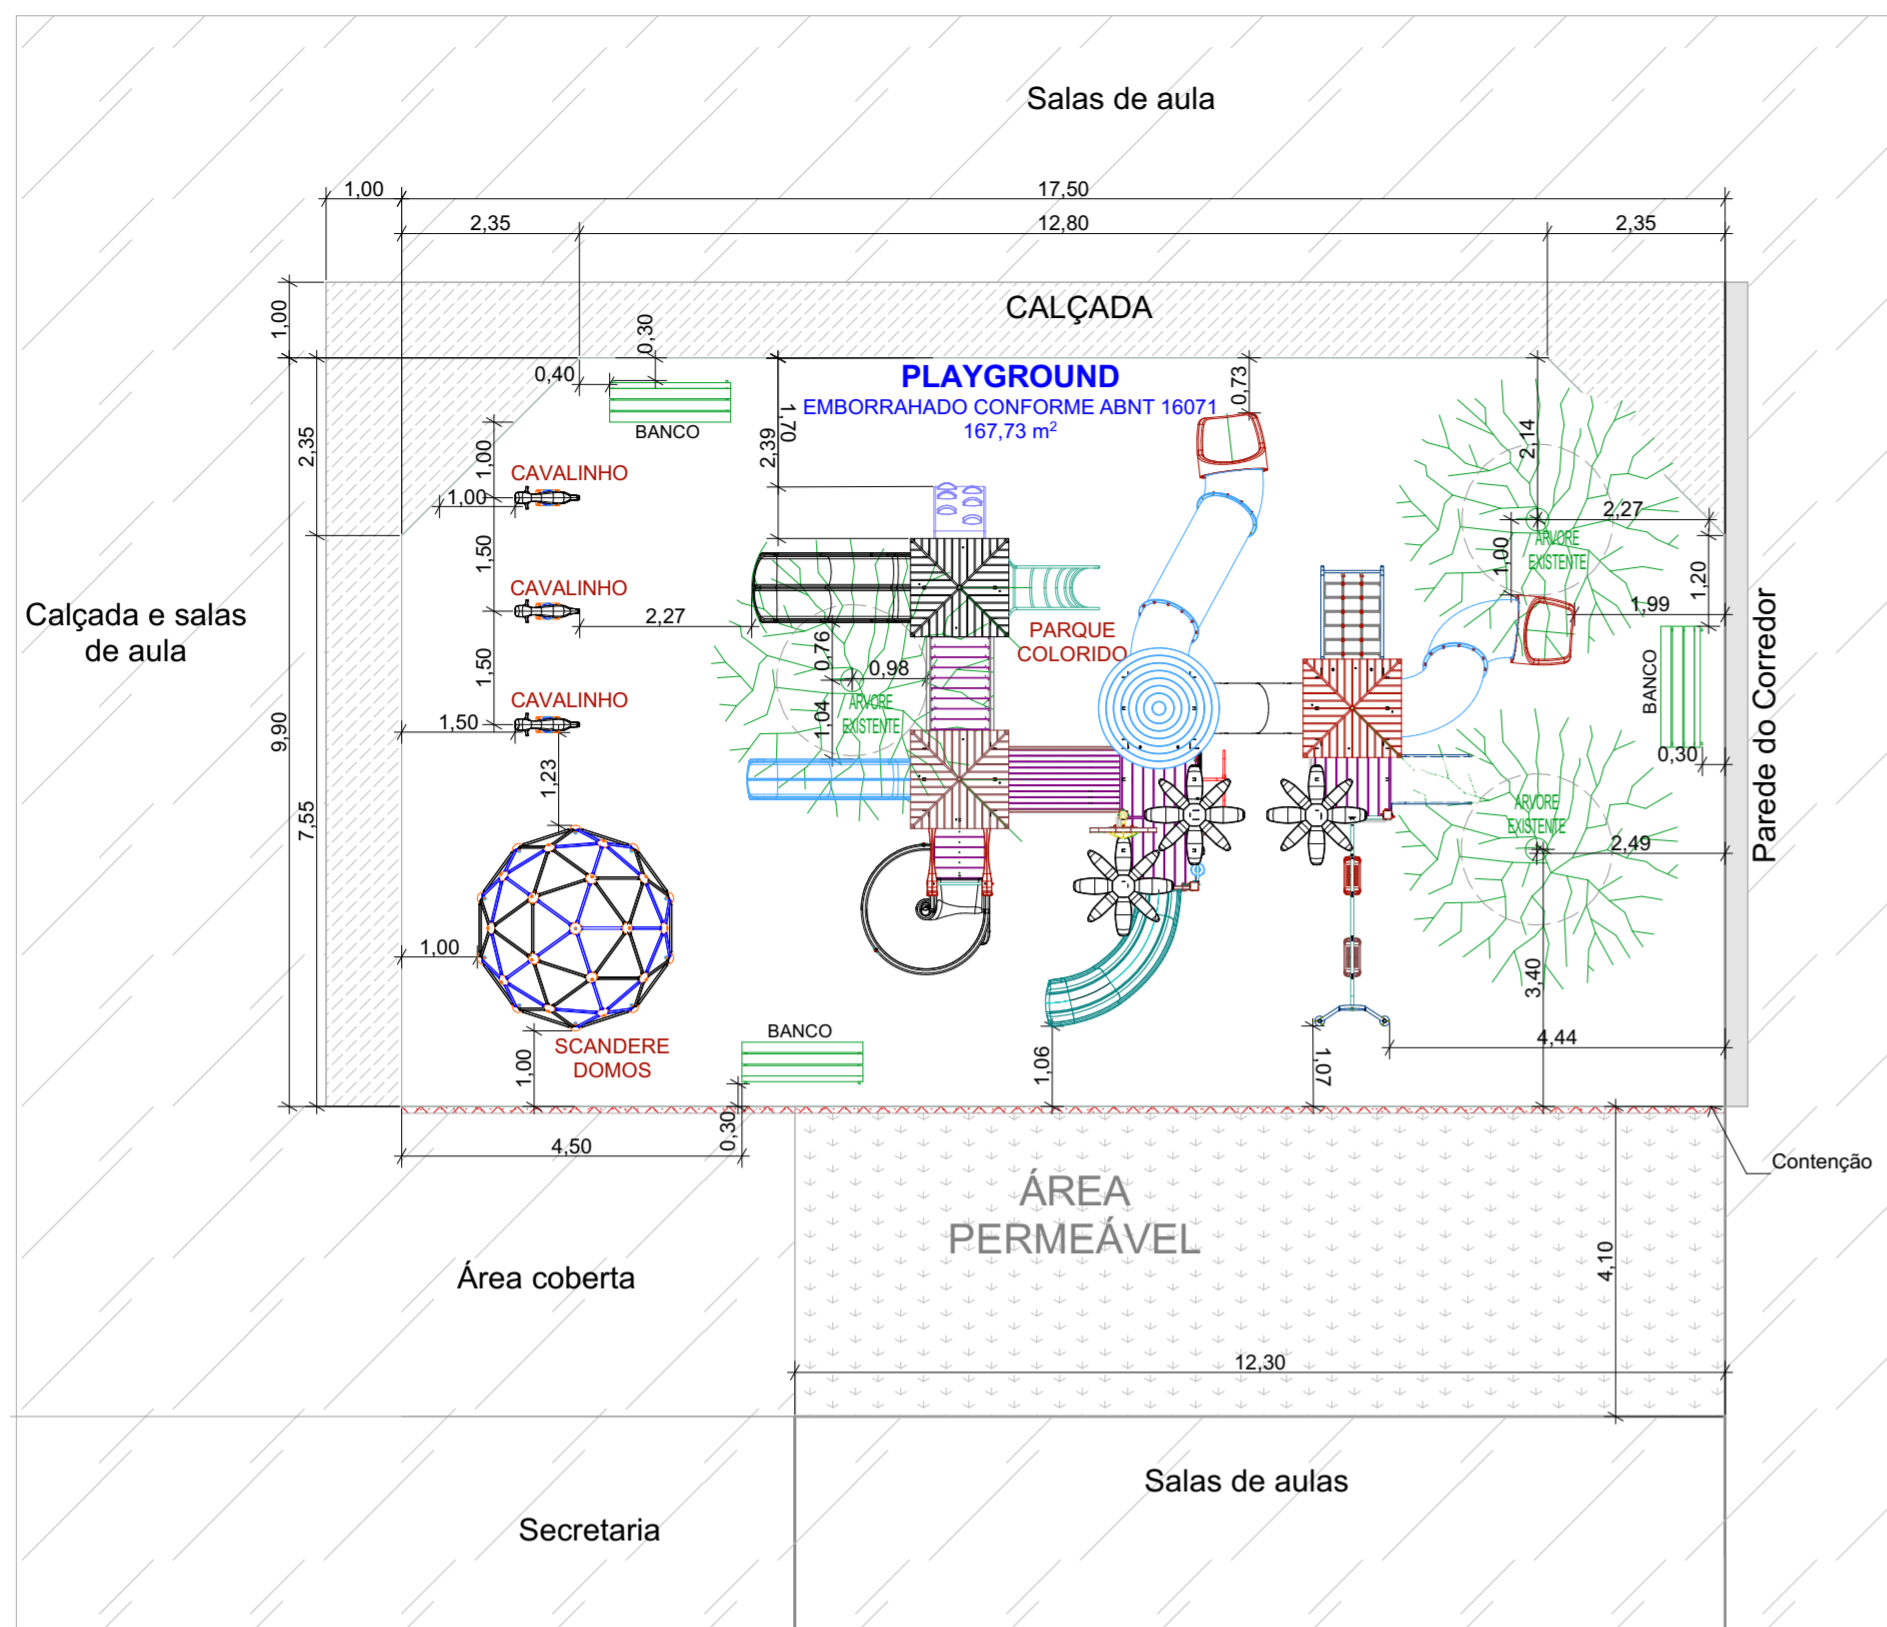 Salas de aula
1,00
17,50
2,35
12,80
2,35
1,00
CALÇADA
0,30
0,40
PLAYGROUND
EMBORRAHADO CONFORME ABNT 16071
167,73 m²
BANCO
1,70
2,39
0,73
2,14
2,35
1,00
CAVALINHO
1,00
2,27
ARVORE
EXISTENTE
1,00
1,20
1,50
CAVALINHO
2,27
1,99
Calçada e salas
de aula
PARQUE
COLORIDO
0,76
0,98
ARVORE
EXISTENTE
1,04
1,50
CAVALINHO
1,50
BANCO
0,30
Parede do Corredor
9,90
7,55
1,23
ARVORE
EXISTENTE
2,49
1,00
3,40
SCANDERE
DOMOS
1,00
BANCO
0,30
1,06
1,07
4,44
4,50
Contenção
ÁREA
PERMEÁVEL
4,10
Área coberta
12,30
Salas de aulas
Secretaria